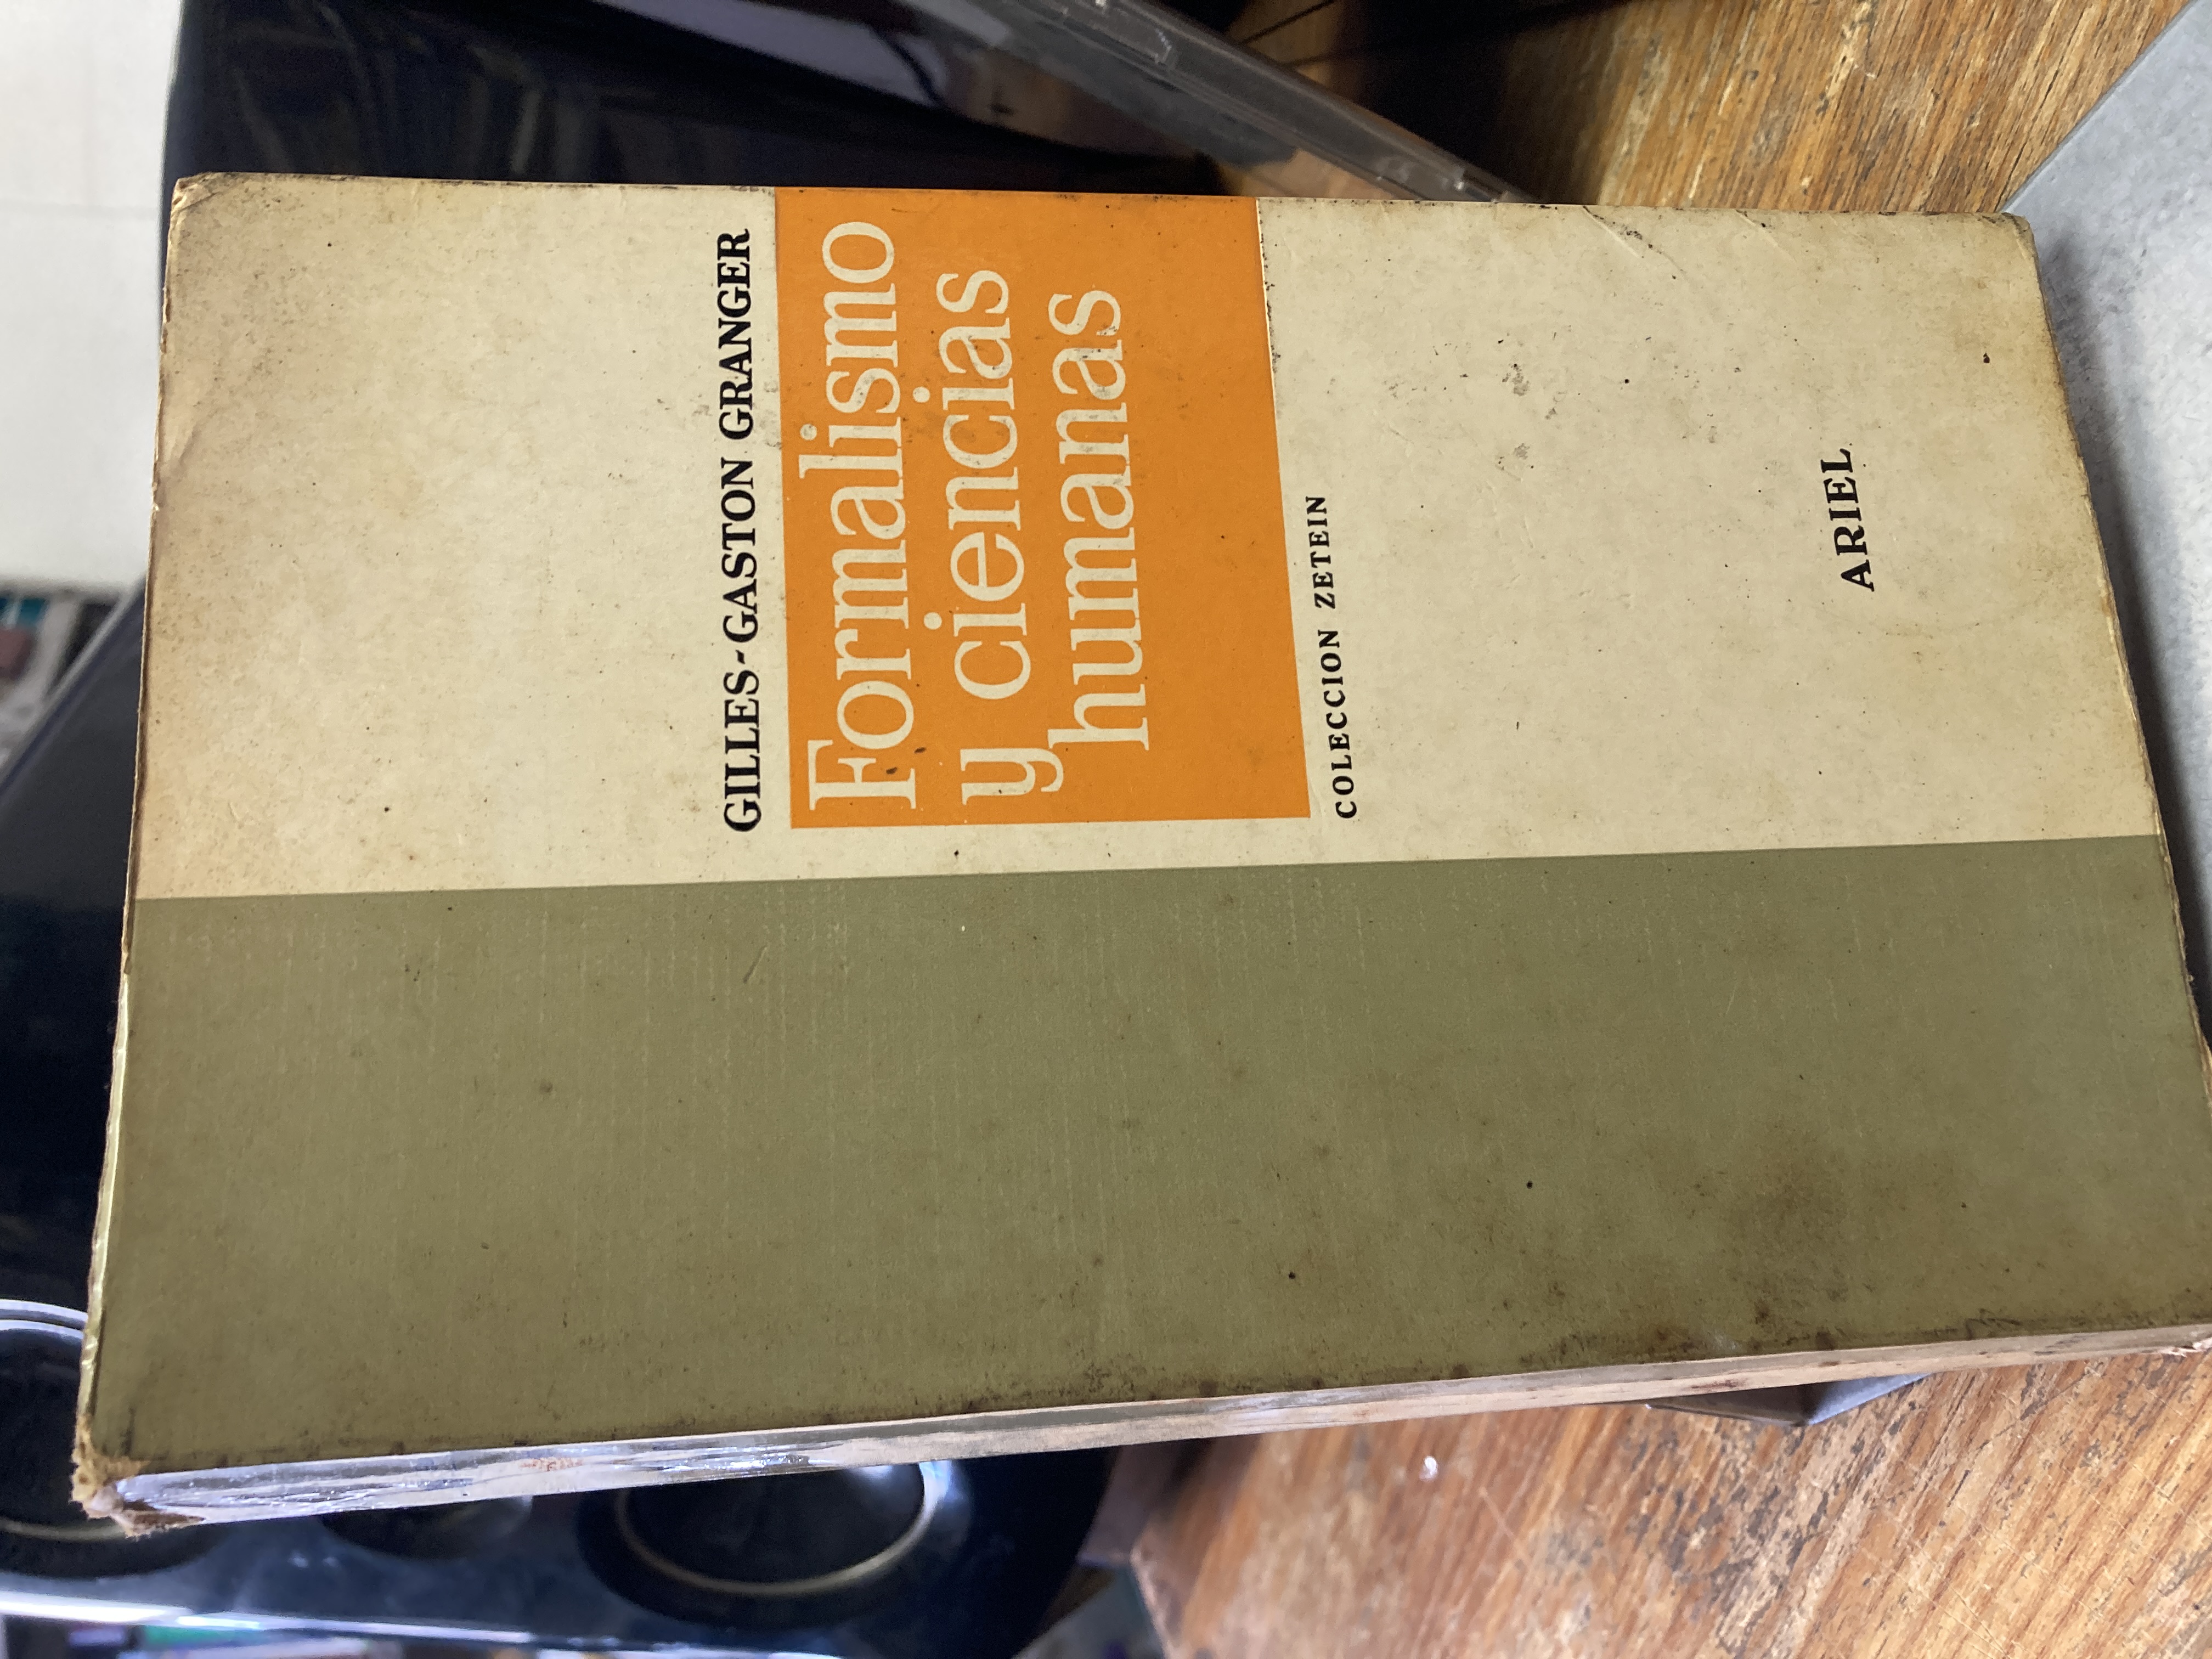 GILLES-GASTON GRANGER
Formalismo
y ciencias
humanas
COLECCION ZETEIN
ARIEL